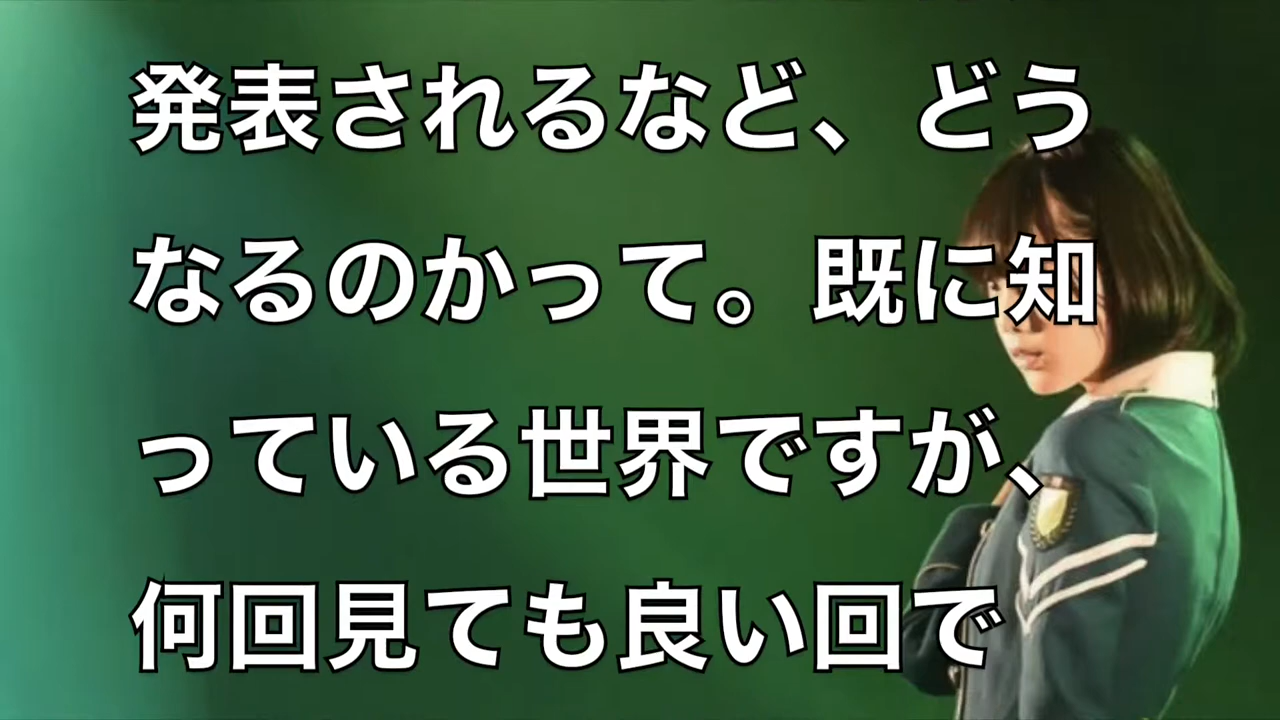 発表されるなど、どう
なるのかって。既に知
っている世界ですが、
何回見ても良い回で